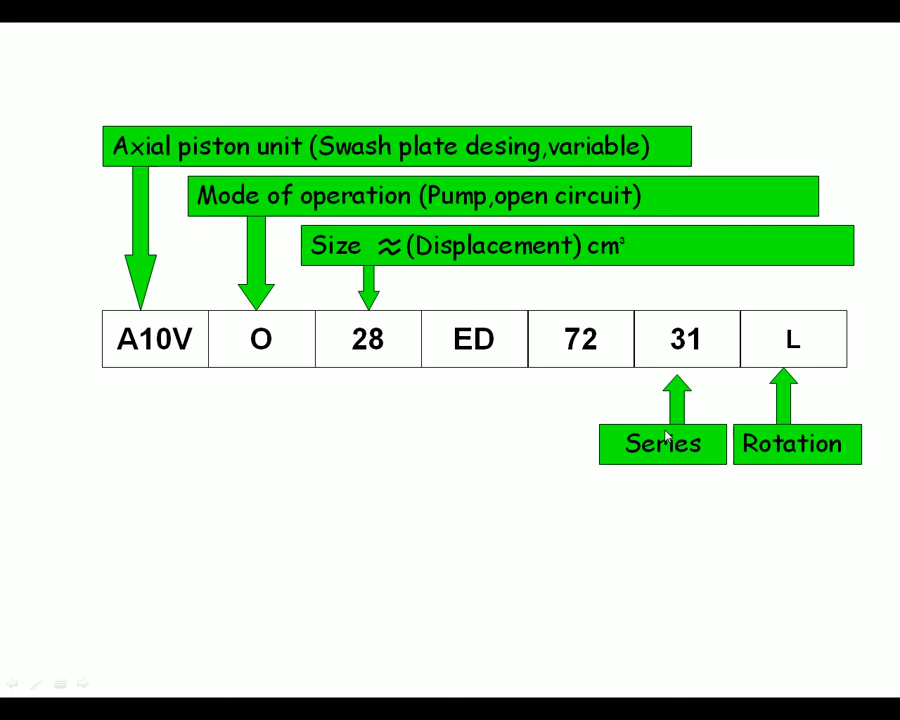 Axial piston unit (Swash plate desing,variable)
Mode of operation (Pump,open circuit)
Size ≈ (Displacement) cm³
A10V O 28 ED 72 31 L
Series Rotation